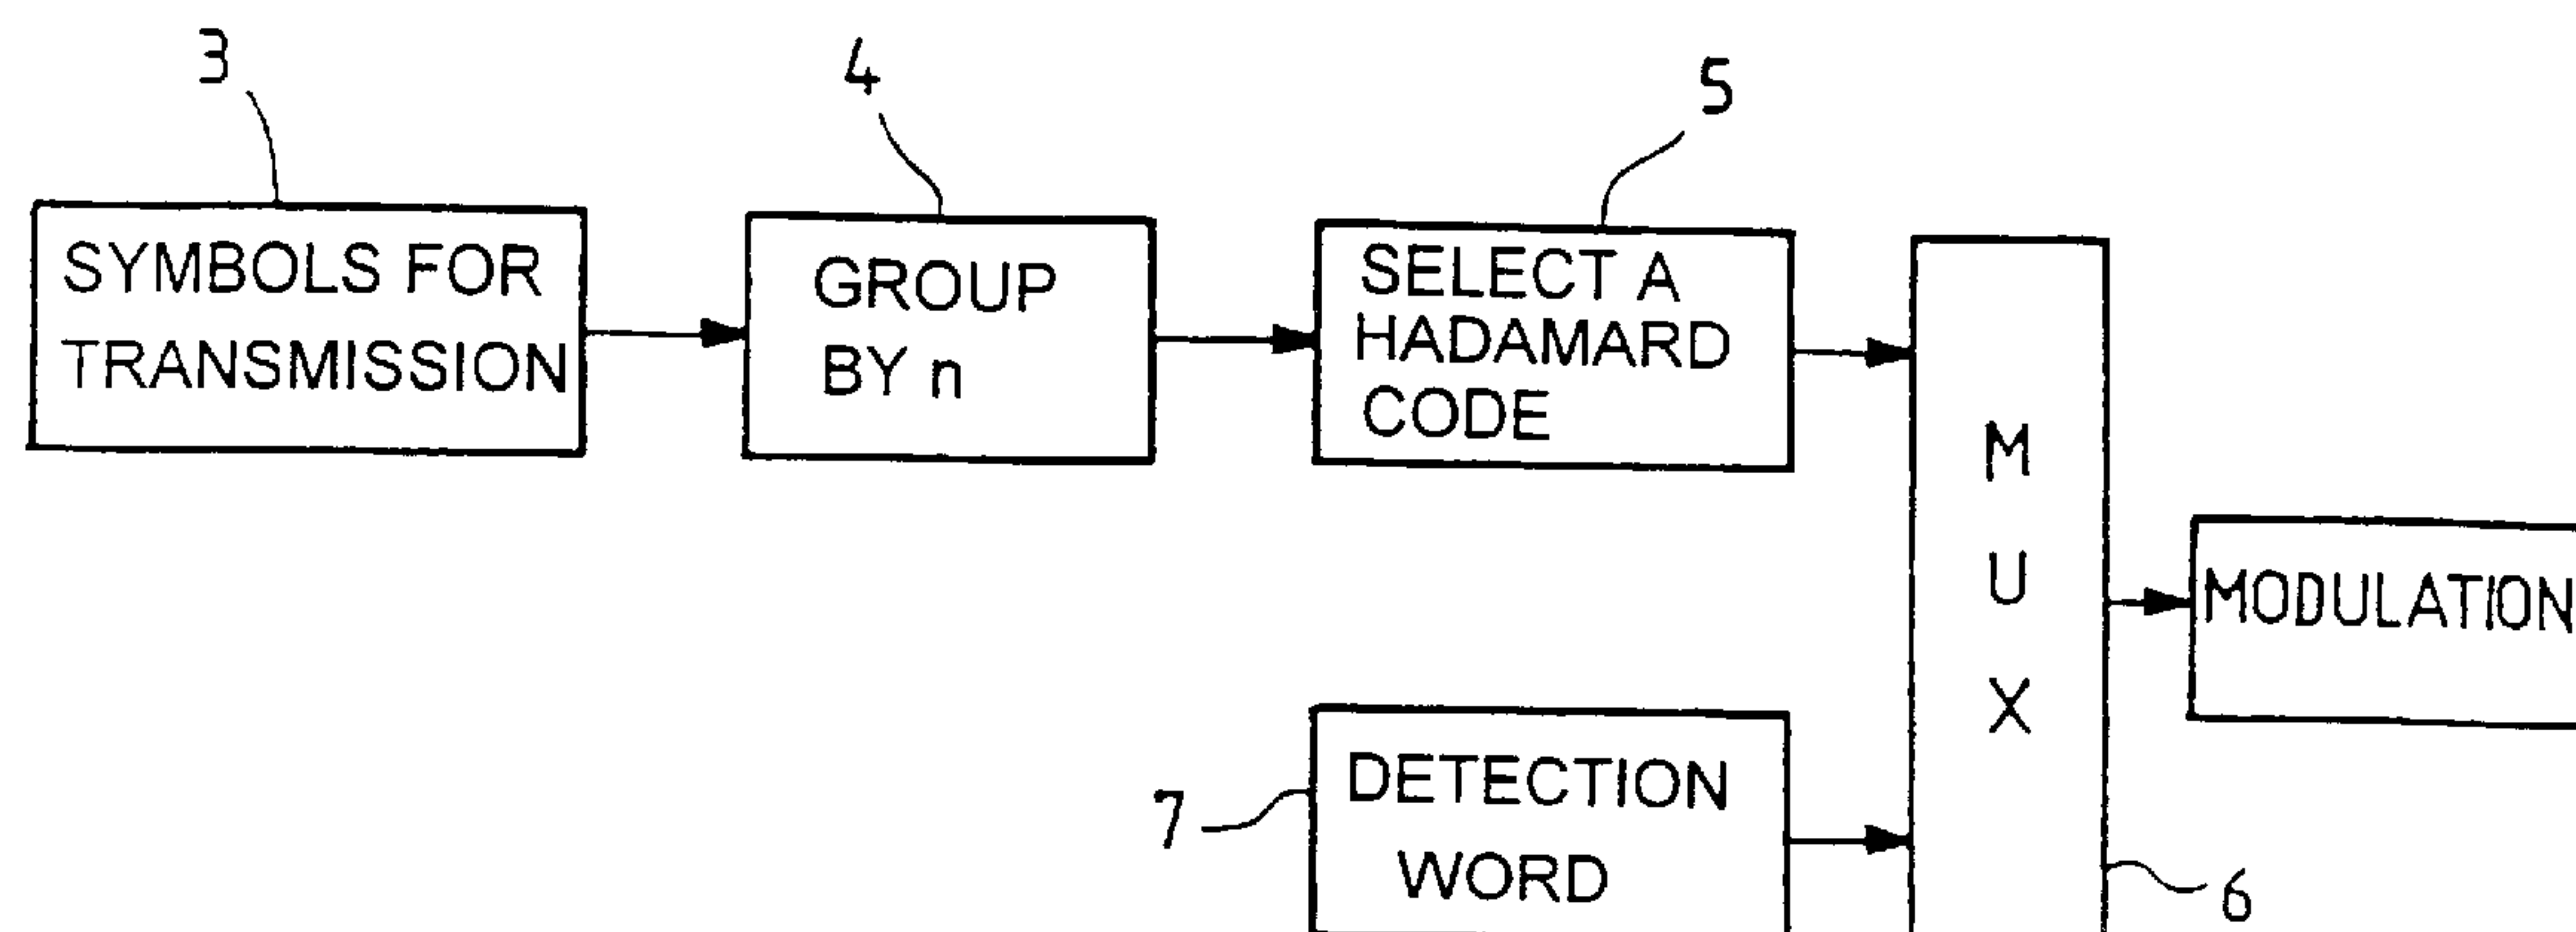 3
4
5
SYMBOLS FOR
TRANSMISSION
GROUP
BY n
SELECT A
HADAMARD
CODE
M
U
X
MODULATION
7
DETECTION
WORD
6